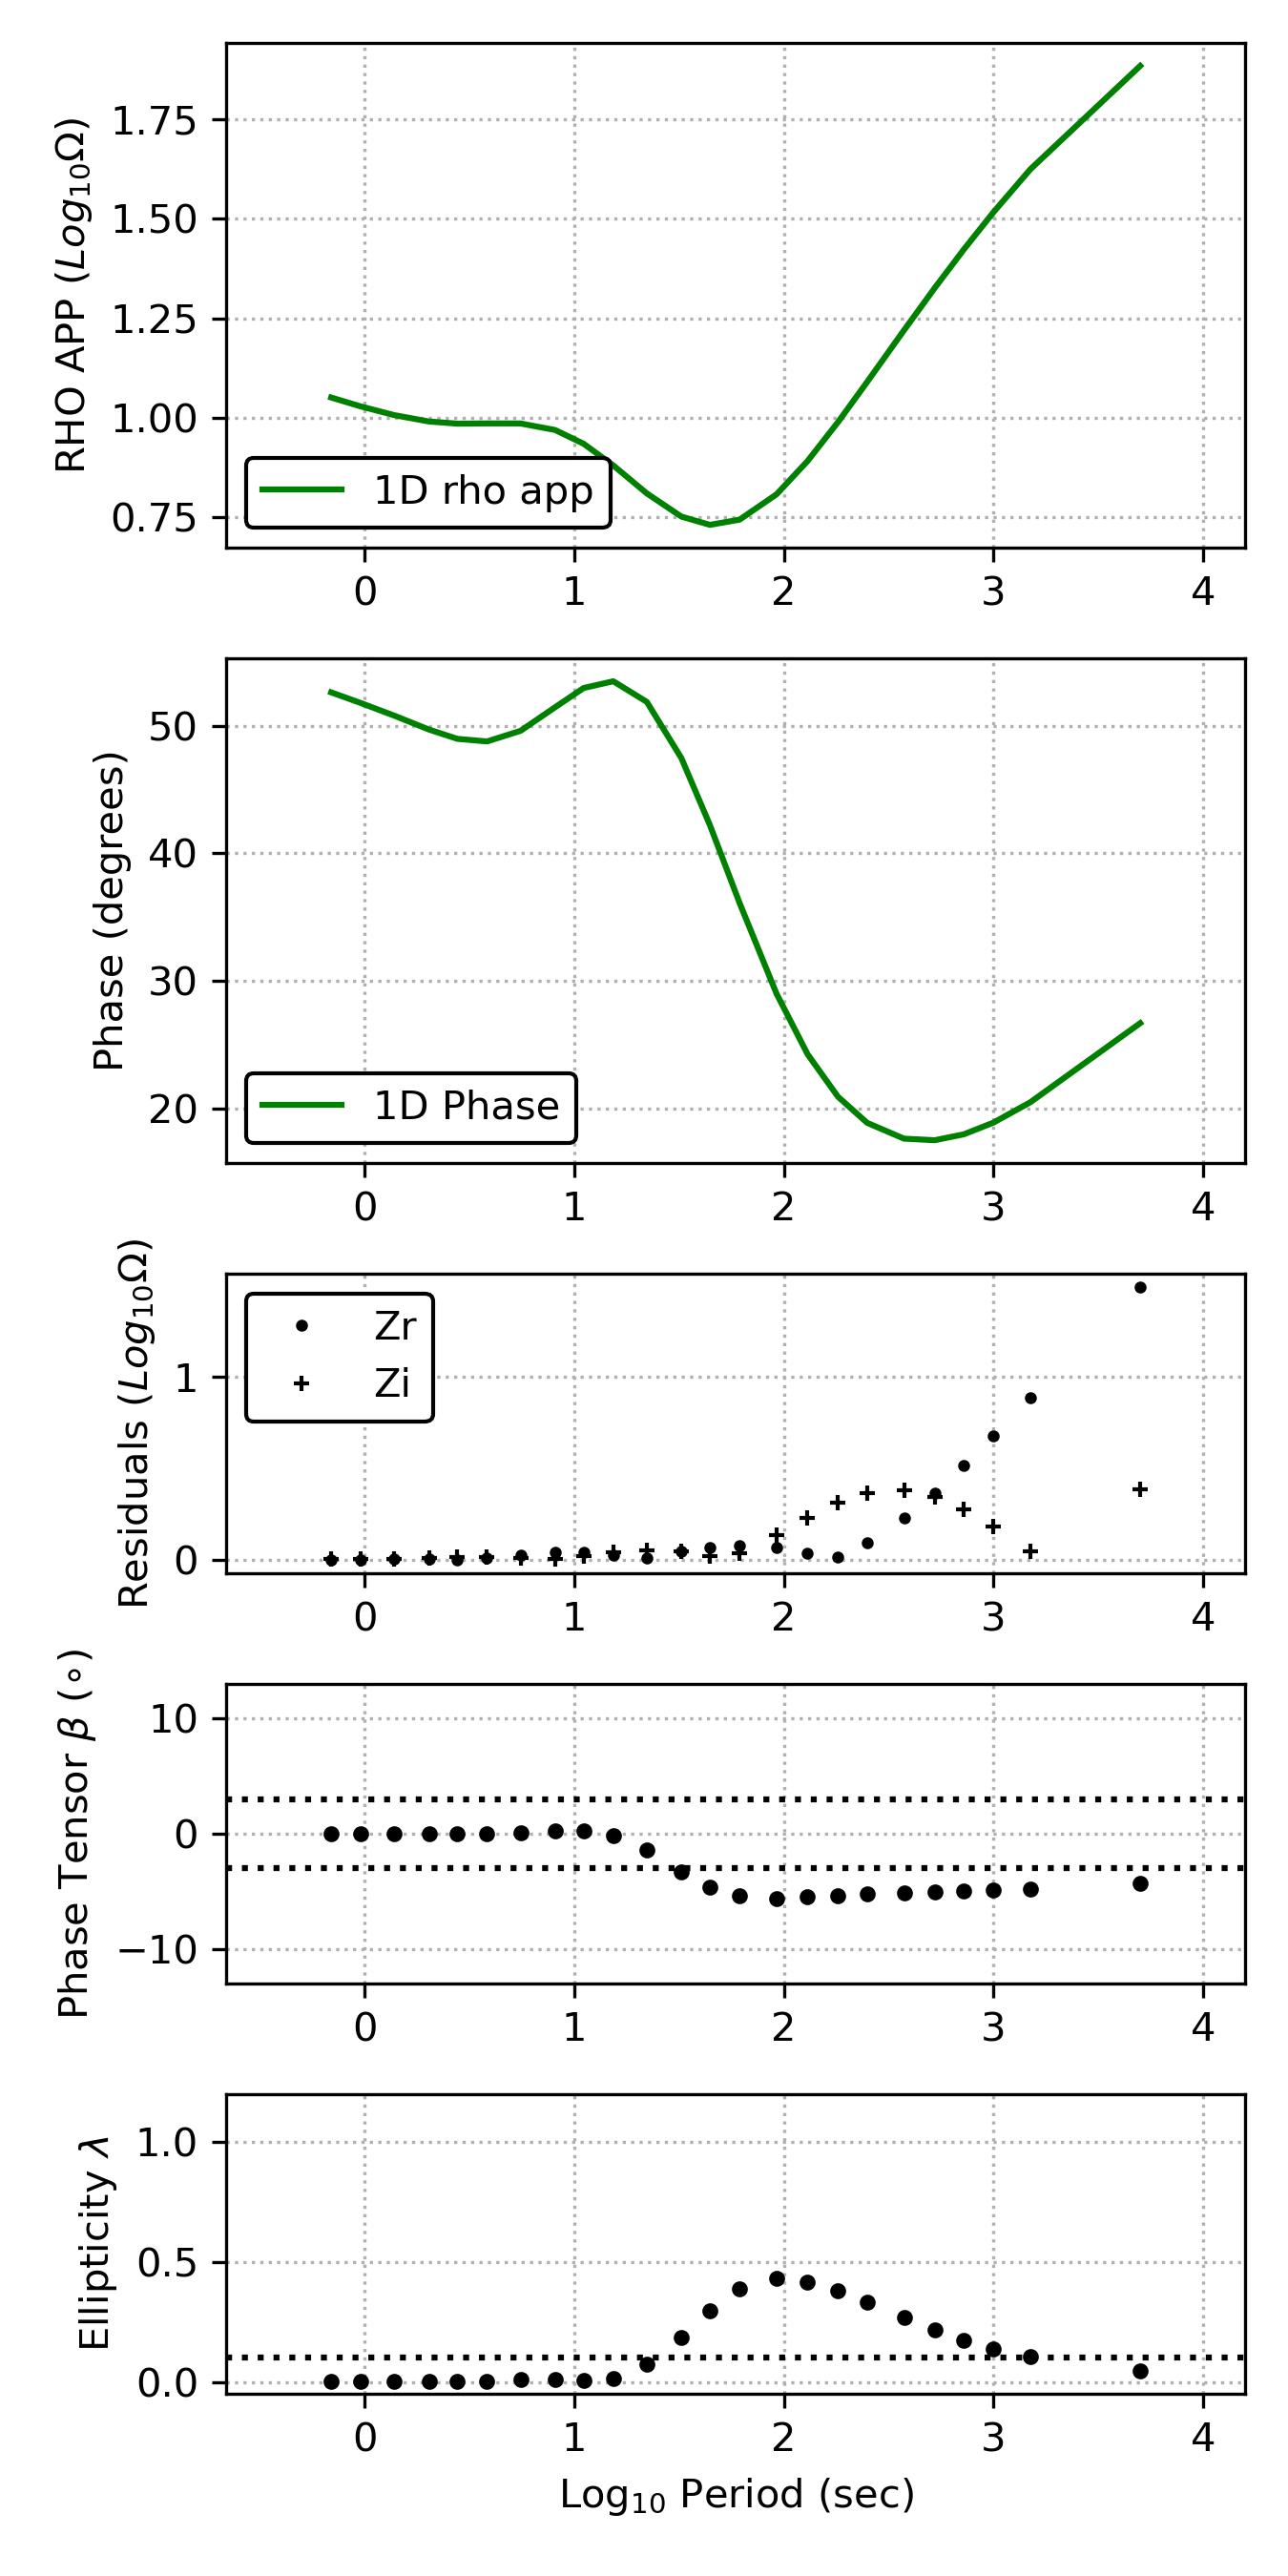 RHO APP (Log₁₀Ω)
1.75
1.50
1.25
1.00
0.75
1D rho app
0 1 2 3 4
Phase (degrees)
50
40
30
20
1D Phase
0 1 2 3 4
Residuals (Log₁₀Ω)
1
0
Zr
Zi
0 1 2 3 4
Phase Tensor β (∘)
10
0
−10
0 1 2 3 4
Ellipticity λ
1.0
0.5
0.0
0 1 2 3 4
Log₁₀ Period (sec)